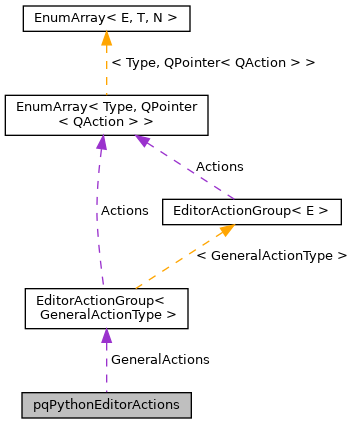 EnumArray< E, T, N >
< Type, QPointer< QAction > >
EnumArray< Type, QPointer
< QAction > >
Actions
Actions
EditorActionGroup< E >
< GeneralActionType >
EditorActionGroup<
GeneralActionType >
GeneralActions
pqPythonEditorActions